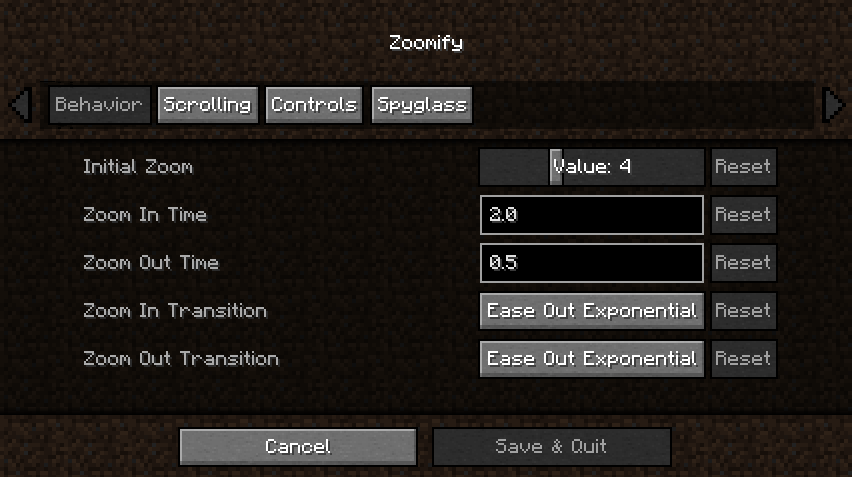 Zoomify
Behavior Scrolling Controls Spyglass
Initial Zoom Value: 4 Reset
Zoom In Time 2.0 Reset
Zoom Out Time 0.5 Reset
Zoom In Transition Ease Out Exponential Reset
Zoom Out Transition Ease Out Exponential Reset
Cancel Save & Quit